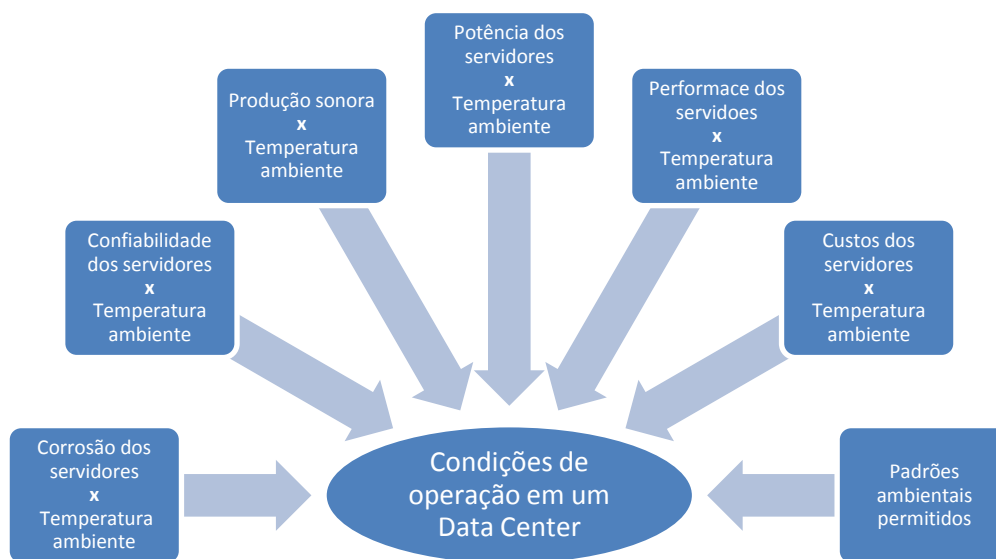 Potência dos
servidores
x
Temperatura
ambiente
Produção sonora
x
Temperatura
ambiente
Performace dos
servidoes
x
Temperatura
ambiente
Confiabilidade
dos servidores
x
Temperatura
ambiente
Custos dos
servidores
x
Temperatura
ambiente
Corrosão dos
servidores
x
Temperatura
ambiente
Condições de
operação em um
Data Center
Padrões
ambientais
permitidos